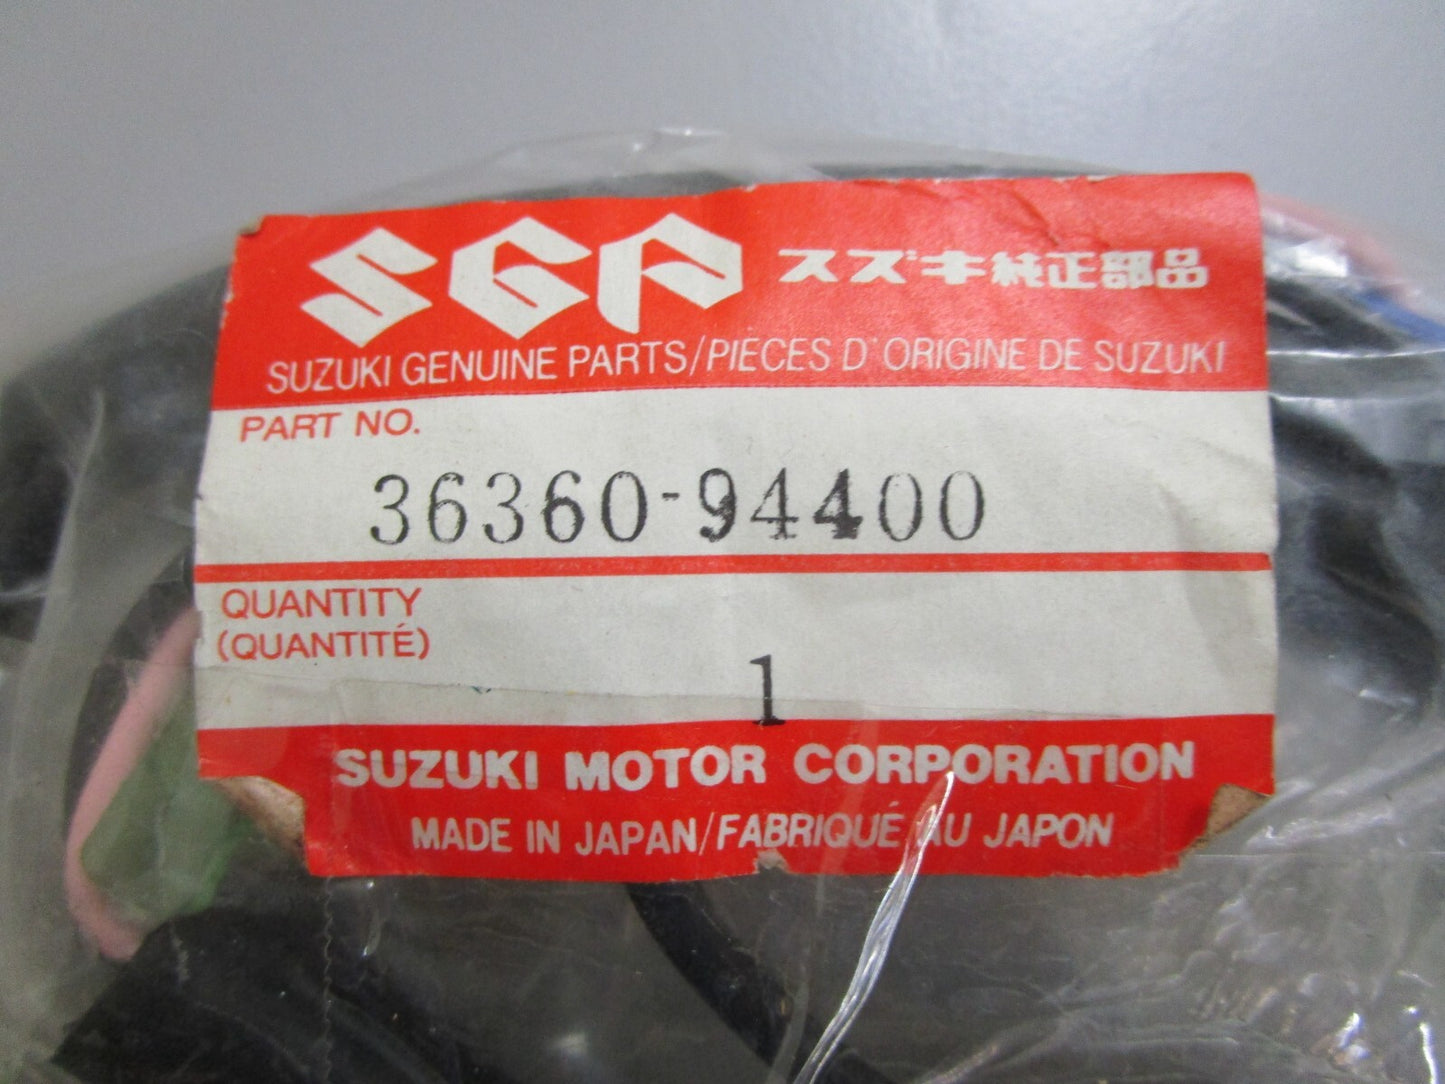 SGP スズキ純正部品
SUZUKI GENUINE PARTS/PIECES D'ORIGINE DE SUZUKI
PART NO.
36360-94400
QUANTITY
(QUANTITÉ)
1
SUZUKI MOTOR CORPORATION
MADE IN JAPAN/FABRIQUÉ AU JAPON